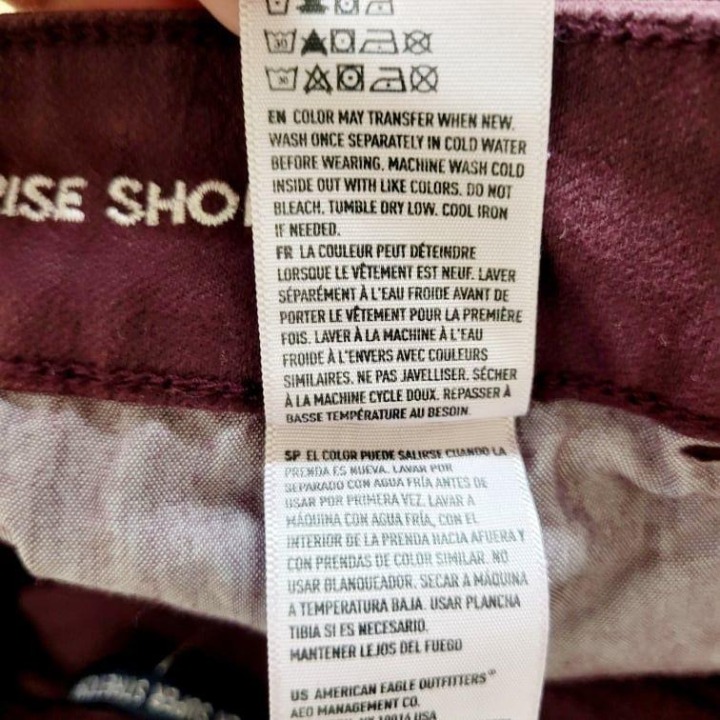 30
30
EN COLOR MAY TRANSFER WHEN NEW.
WASH ONCE SEPARATELY IN COLD WATER
BEFORE WEARING. MACHINE WASH COLD
INSIDE OUT WITH LIKE COLORS. DO NOT
BLEACH. TUMBLE DRY LOW. COOL IRON
IF NEEDED.
FR LA COULEUR PEUT DÉTEINDRE
LORSQUE LE VÊTEMENT EST NEUF. LAVER
SÉPARÉMENT À L'EAU FROIDE AVANT DE
PORTER LE VÊTEMENT POUR LA PREMIÈRE
FOIS. LAVER À LA MACHINE À L'EAU
FROIDE À L'ENVERS AVEC COULEURS
SIMILAIRES. NE PAS JAVELLISER. SÉCHER
À LA MACHINE CYCLE DOUX. REPASSER À
BASSE TEMPÉRATURE AU BESOIN.
SP EL COLOR PUEDE SALIRSE CUANDO LA
PRENDA ES NUEVA. LAVAR POR
SEPARADO CON AGUA FRÍA ANTES DE
USAR POR PRIMERA VEZ. LAVAR A
MÁQUINA CON AGUA FRÍA, CON EL
INTERIOR DE LA PRENDA HACIA AFUERA Y
CON PRENDAS DE COLOR SIMILAR. NO
USAR BLANQUEADOR. SECAR A MÁQUINA
A TEMPERATURA BAJA. USAR PLANCHA
TIBIA SI ES NECESARIO.
MANTENER LEJOS DEL FUEGO
US AMERICAN EAGLE OUTFITTERS®
AEO MANAGEMENT CO.
NY 10014 USA
RISE SHO